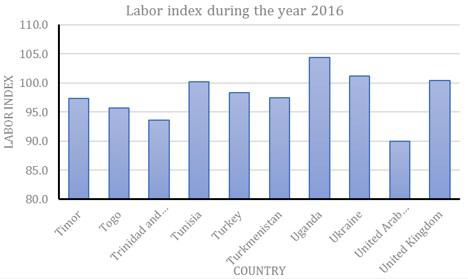 Labor index during the year 2016
110.0
105.0
100.0
95.0
90.0
85.0
80.0
LABOR INDEX
Timor
Togo
Trinidad and...
Tunisia
Turkey
Turkmenistan
Uganda
Ukraine
United Arab...
United Kingdom
COUNTRY